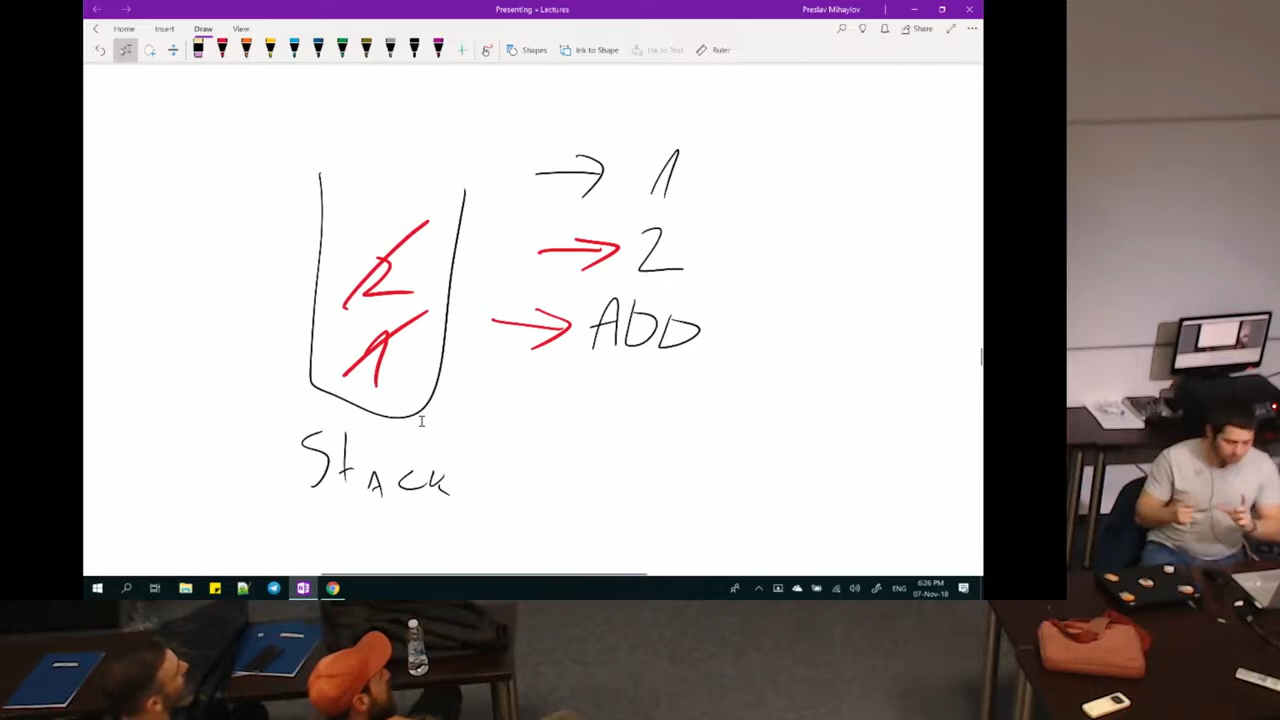 Presenting » Lectures
Preslav Mihaylov
Home Insert Draw View
Share
Shapes Ink to Shape Ink to Text Ruler
→ 1
2 → 2
1 → ADD
Stack
ENG
6:26 PM
07-Nov-18